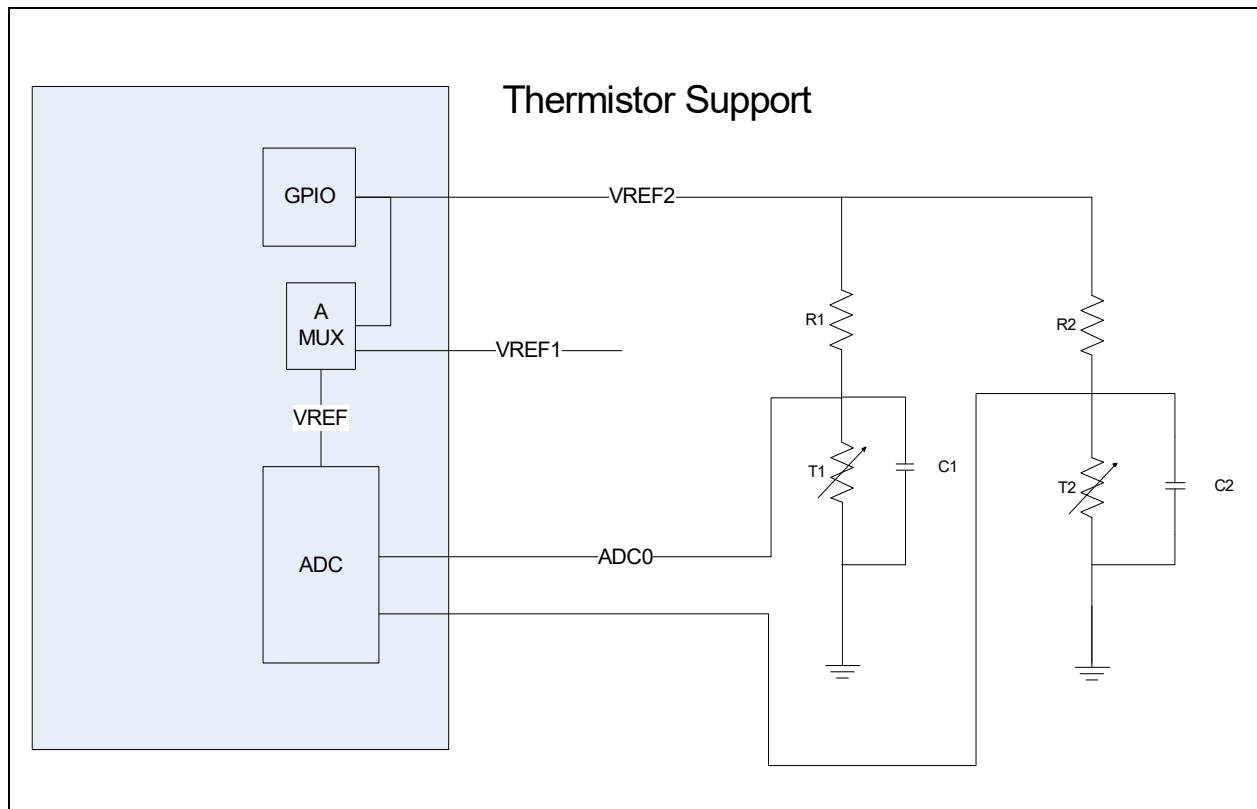 Thermistor Support
GPIO
VREF2
A
MUX
R1
R2
VREF1
VREF
T1
C1
T2
C2
ADC
ADC0